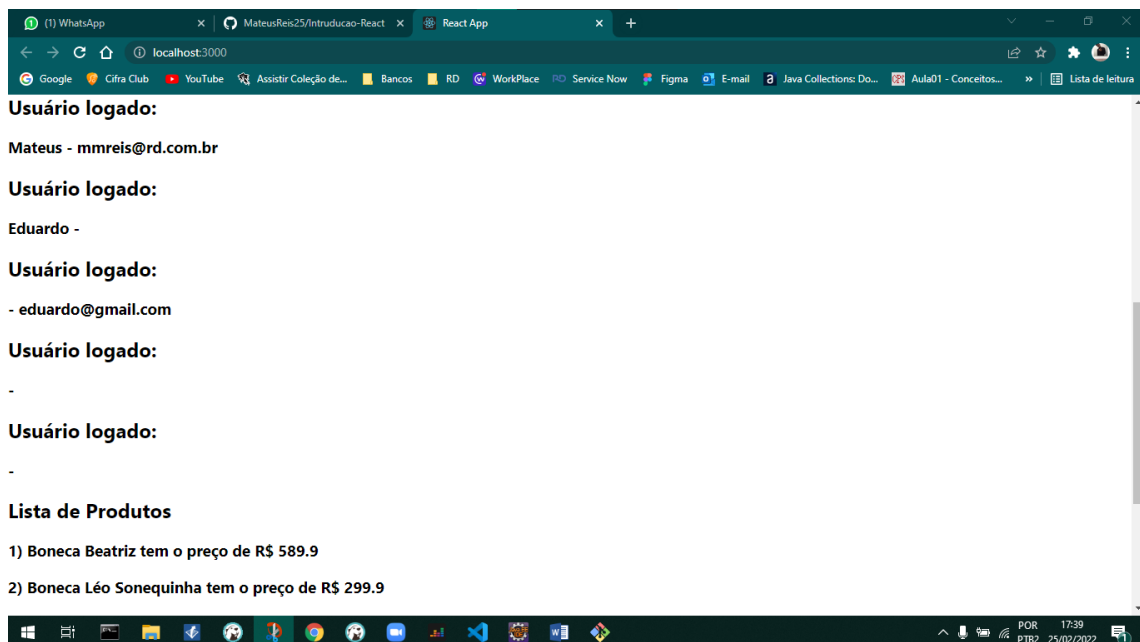 (1) WhatsApp
MateusReis25/Intruducao-React
React App
localhost:3000
Google
Cifra Club
YouTube
Assistir Coleção de...
Bancos
RD
WorkPlace
RD Service Now
Figma
E-mail
Java Collections: Do...
Aula01 - Conceitos...
»
Lista de leitura
Usuário logado:
Mateus - mmreis@rd.com.br
Usuário logado:
Eduardo -
Usuário logado:
- eduardo@gmail.com
Usuário logado:
-
Usuário logado:
-
Lista de Produtos
1) Boneca Beatriz tem o preço de R$ 589.9
2) Boneca Léo Sonequinha tem o preço de R$ 299.9
POR
PTB2
17:39
25/02/2022